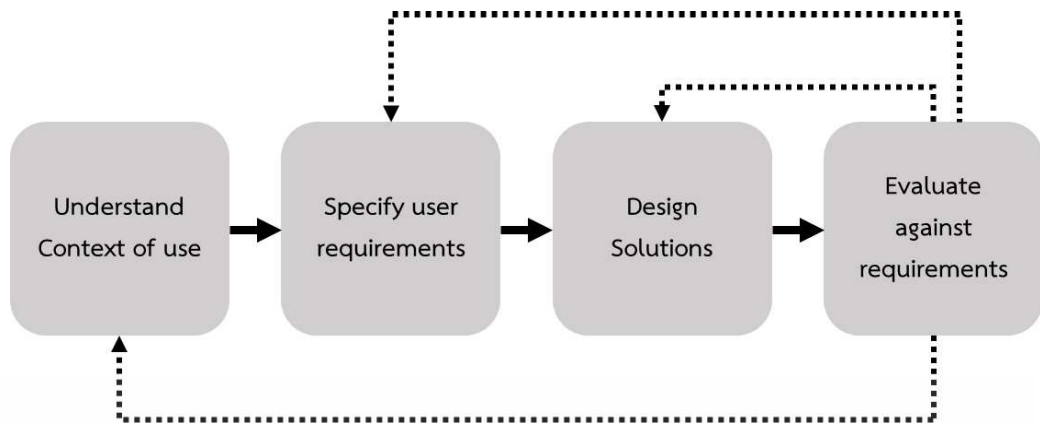 Understand
Context of use
Specify user
requirements
Design
Solutions
Evaluate
against
requirements